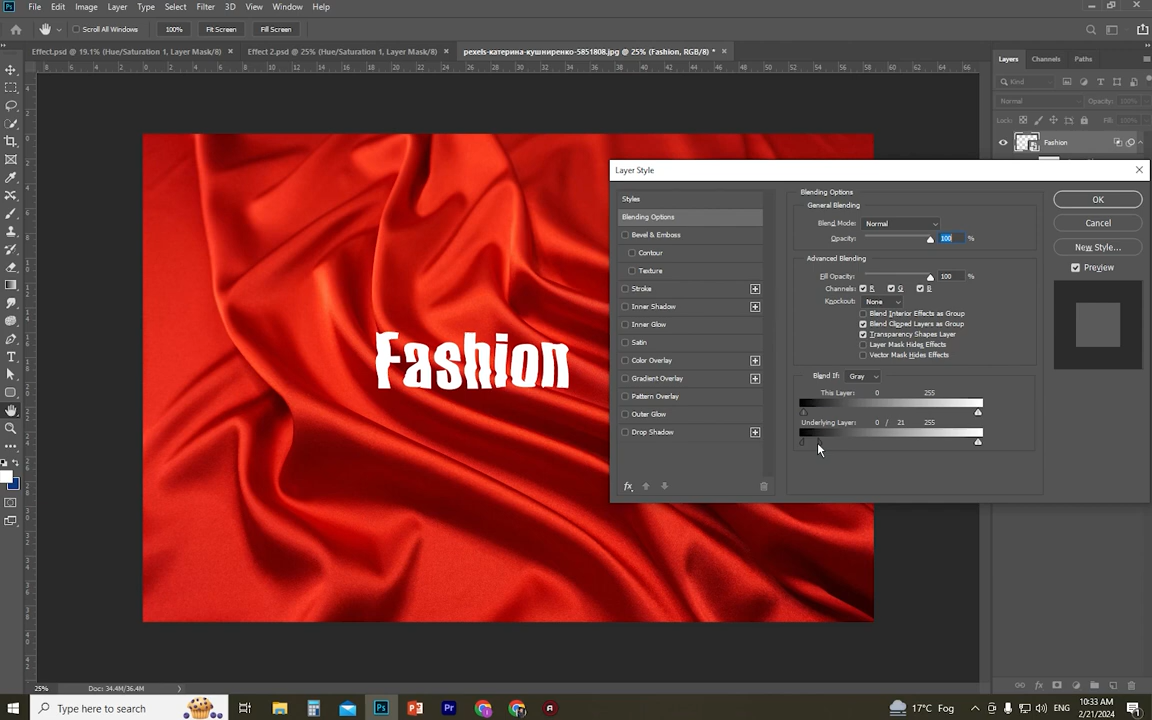 File Edit Image Layer Type Select Filter 3D View Window Help
Scroll All Windows 100% Fit Screen Fill Screen
Effect.psd @ 19.1% (Hue/Saturation 1, Layer Mask/8) Effect 2.psd @ 25% (Hue/Saturation 1, Layer Mask/8) pexels-катерина-кушниренко-5851808.jpg @ 25% (Fashion, RGB/8) *
Layers Channels Paths
Kind
Normal Opacity: 100%
Lock: Fill: 100%
Fashion
Layer Style
Styles
Blending Options
Bevel & Emboss
Contour
Texture
Stroke
Inner Shadow
Inner Glow
Satin
Color Overlay
Gradient Overlay
Pattern Overlay
Outer Glow
Drop Shadow
fx.
Blending Options
General Blending
Blend Mode: Normal
Opacity: 100 %
Advanced Blending
Fill Opacity: 100 %
Channels: R G B
Knockout: None
Blend Interior Effects as Group
Blend Clipped Layers as Group
Transparency Shapes Layer
Layer Mask Hides Effects
Vector Mask Hides Effects
Blend If: Gray
This Layer: 0 255
Underlying Layer: 0 / 21 255
OK
Cancel
New Style...
Preview
Fashion
25% Doc: 34.4M/36.4M
Type here to search
17°C Fog
ENG
10:33 AM
2/21/2024